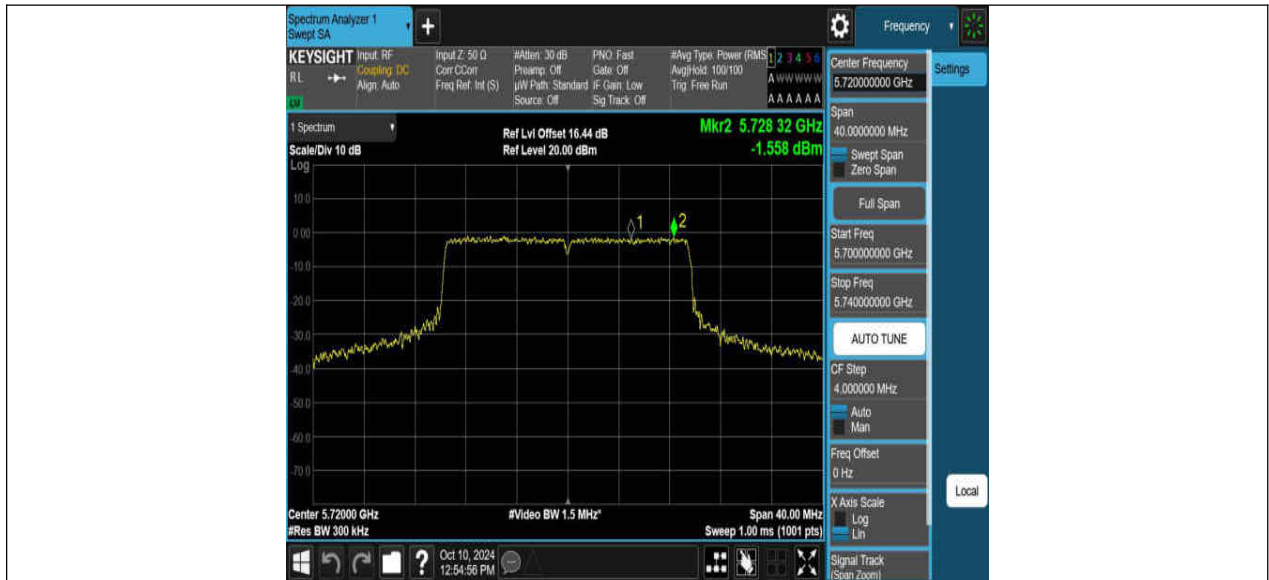 Spectrum Analyzer 1
Swept SA
+
Frequency
KEYSIGHT
RL
Input: RF
Coupling: DC
Align: Auto
Input Z: 50 Ω
Corr CCorr
Freq Ref: Int (S)
#Atten: 30 dB
Preamp: Off
µW Path: Standard
Source: Off
PNO: Fast
Gate: Off
IF Gain: Low
Sig Track: Off
#Avg Type: Power (RMS
Avg|Hold: 100/100
Trig: Free Run
1 2 3 4 5 6
A W W W W W
A A A A A A
1 Spectrum
Scale/Div 10 dB
Log
Ref Lvl Offset 16.44 dB
Ref Level 20.00 dBm
Mkr2 5.728 32 GHz
-1.558 dBm
10.0
0.00
-10.0
-20.0
-30.0
-40.0
-50.0
-60.0
-70.0
1
2
Center 5.72000 GHz
#Res BW 300 kHz
#Video BW 1.5 MHz*
Span 40.00 MHz
Sweep 1.00 ms (1001 pts)
?
Oct 10, 2024
12:54:56 PM
Center Frequency
5.720000000 GHz
Settings
Span
40.0000000 MHz
Swept Span
Zero Span
Full Span
Start Freq
5.700000000 GHz
Stop Freq
5.740000000 GHz
AUTO TUNE
CF Step
4.000000 MHz
Auto
Man
Freq Offset
0 Hz
X Axis Scale
Log
Lin
Local
Signal Track
(Span Zoom)